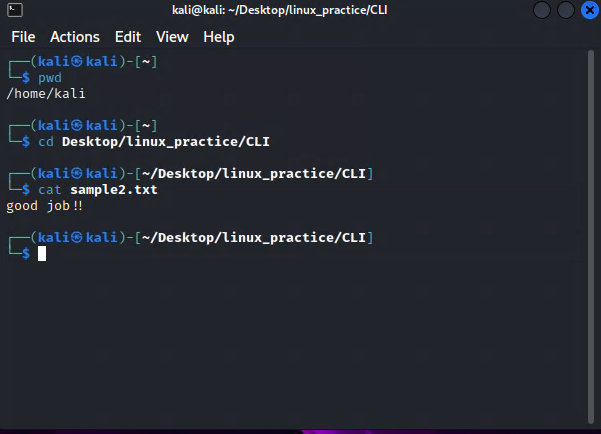 kali@kali: ~/Desktop/linux_practice/CLI
File Actions Edit View Help
┌──(kali㉿kali)-[~]
└─$ pwd
/home/kali
┌──(kali㉿kali)-[~]
└─$ cd Desktop/linux_practice/CLI
┌──(kali㉿kali)-[~/Desktop/linux_practice/CLI]
└─$ cat sample2.txt
good job!!
┌──(kali㉿kali)-[~/Desktop/linux_practice/CLI]
└─$